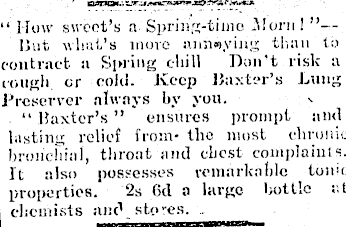 "How sweet's a Spring-time Morn!"--
But what's more annoying than to
contract a Spring chill Don't risk a
cough or cold. Keep Baxter's Lung
Preserver always by you.
"Baxter's" ensures prompt and
lasting relief from the most chronic
bronchial, throat and chest complaints.
It also possesses remarkable tonic
properties. 2s 6d a large bottle at
chemists and stores.